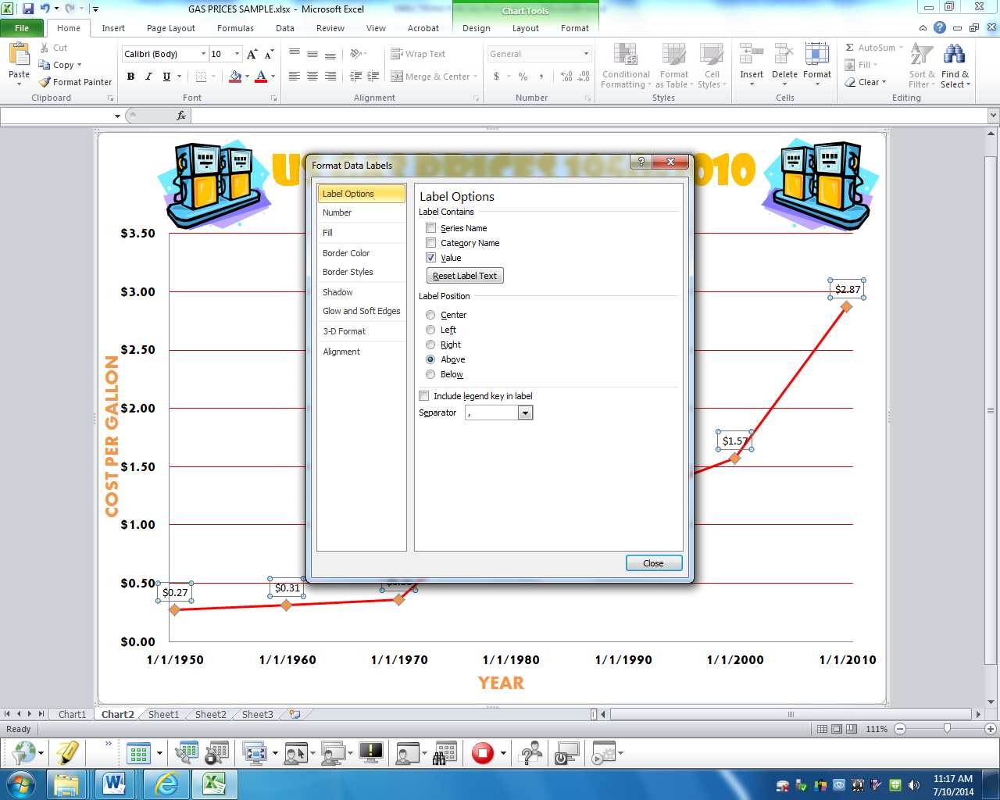 GAS PRICES SAMPLE.xlsx - Microsoft Excel
Chart Tools
File Home Insert Page Layout Formulas Data Review View Acrobat Design Layout Format
Paste
Cut
Copy
Format Painter
Clipboard
Calibri (Body) 10
B I U
Font
Wrap Text
Merge & Center
Alignment
General
$ % ,
Number
Conditional Formatting
Format as Table
Cell Styles
Styles
Insert Delete Format
Cells
AutoSum
Fill
Clear
Sort & Filter
Find & Select
Editing
fx
PRICES
Format Data Labels
Label Options
Number
Fill
Border Color
Border Styles
Shadow
Glow and Soft Edges
3-D Format
Alignment
Label Options
Label Contains
Series Name
Category Name
Value
Reset Label Text
Label Position
Center
Left
Right
Above
Below
Include legend key in label
Separator ,
Close
COST PER GALLON
$3.50
$3.00
$2.50
$2.00
$1.50
$1.00
$0.50
$0.00
$0.27
$0.31
$1.57
$2.87
1/1/1950 1/1/1960 1/1/1970 1/1/1980 1/1/1990 1/1/2000 1/1/2010
YEAR
Chart1 Chart2 Sheet1 Sheet2 Sheet3
Ready
111%
11:17 AM
7/10/2014